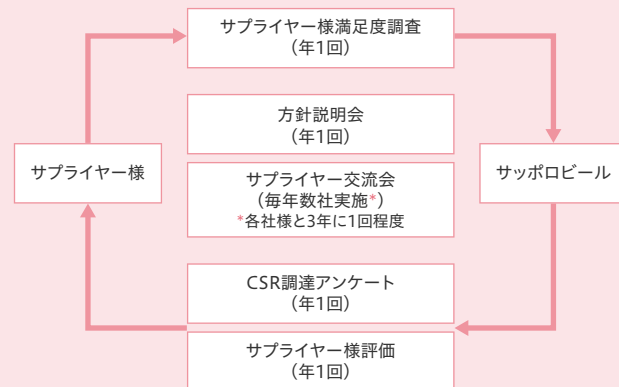 サプライヤー様満足度調査
(年1回)
方針説明会
(年1回)
サプライヤー様
サプライヤー交流会
(毎年数社実施*)
*各社様と3年に1回程度
サッポロビール
CSR調達アンケート
(年1回)
サプライヤー様評価
(年1回)